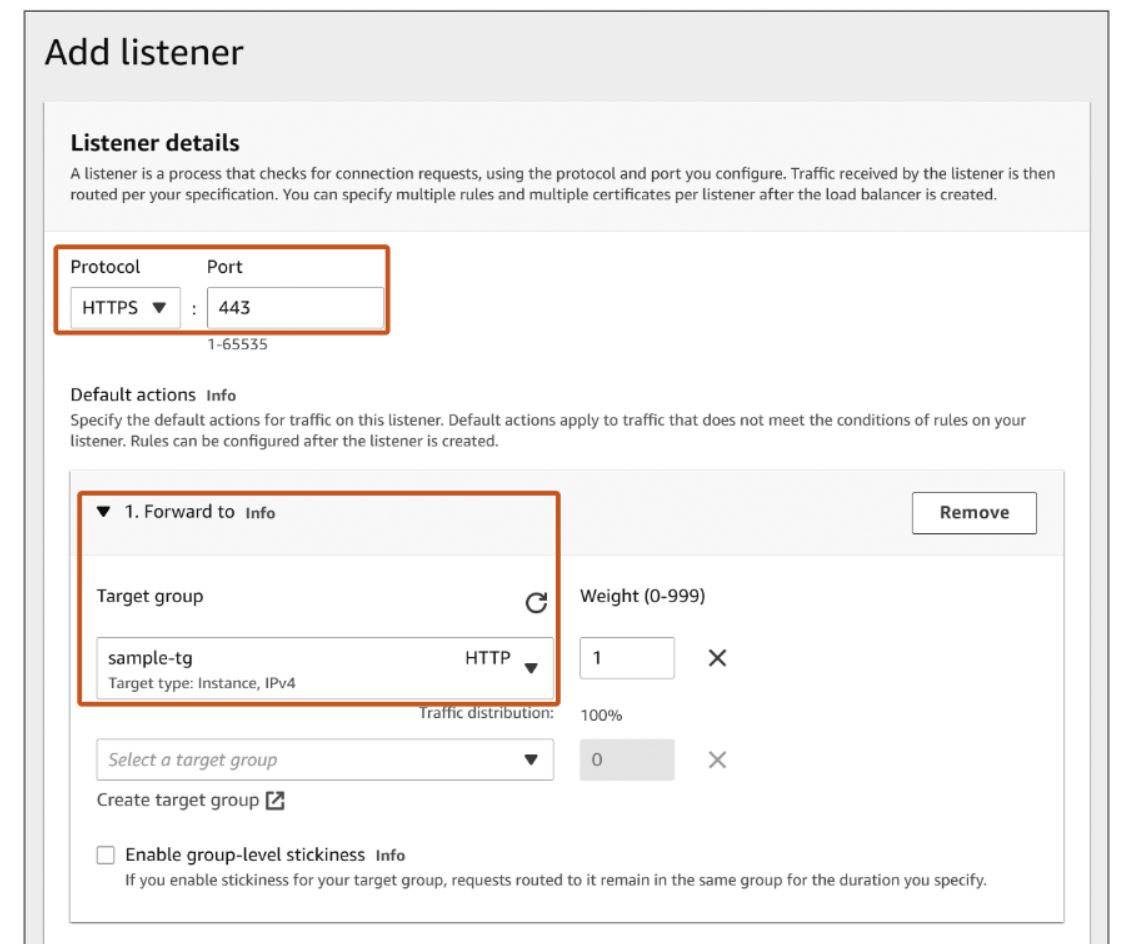 Add listener
Listener details
A listener is a process that checks for connection requests, using the protocol and port you configure. Traffic received by the listener is then
routed per your specification. You can specify multiple rules and multiple certificates per listener after the load balancer is created.
Protocol Port
HTTPS : 443
1-65535
Default actions Info
Specify the default actions for traffic on this listener. Default actions apply to traffic that does not meet the conditions of rules on your
listener. Rules can be configured after the listener is created.
1. Forward to Info Remove
Target group Weight (0-999)
sample-tg HTTP 1
Target type: Instance, IPv4
Traffic distribution: 100%
Select a target group 0
Create target group
Enable group-level stickiness Info
If you enable stickiness for your target group, requests routed to it remain in the same group for the duration you specify.